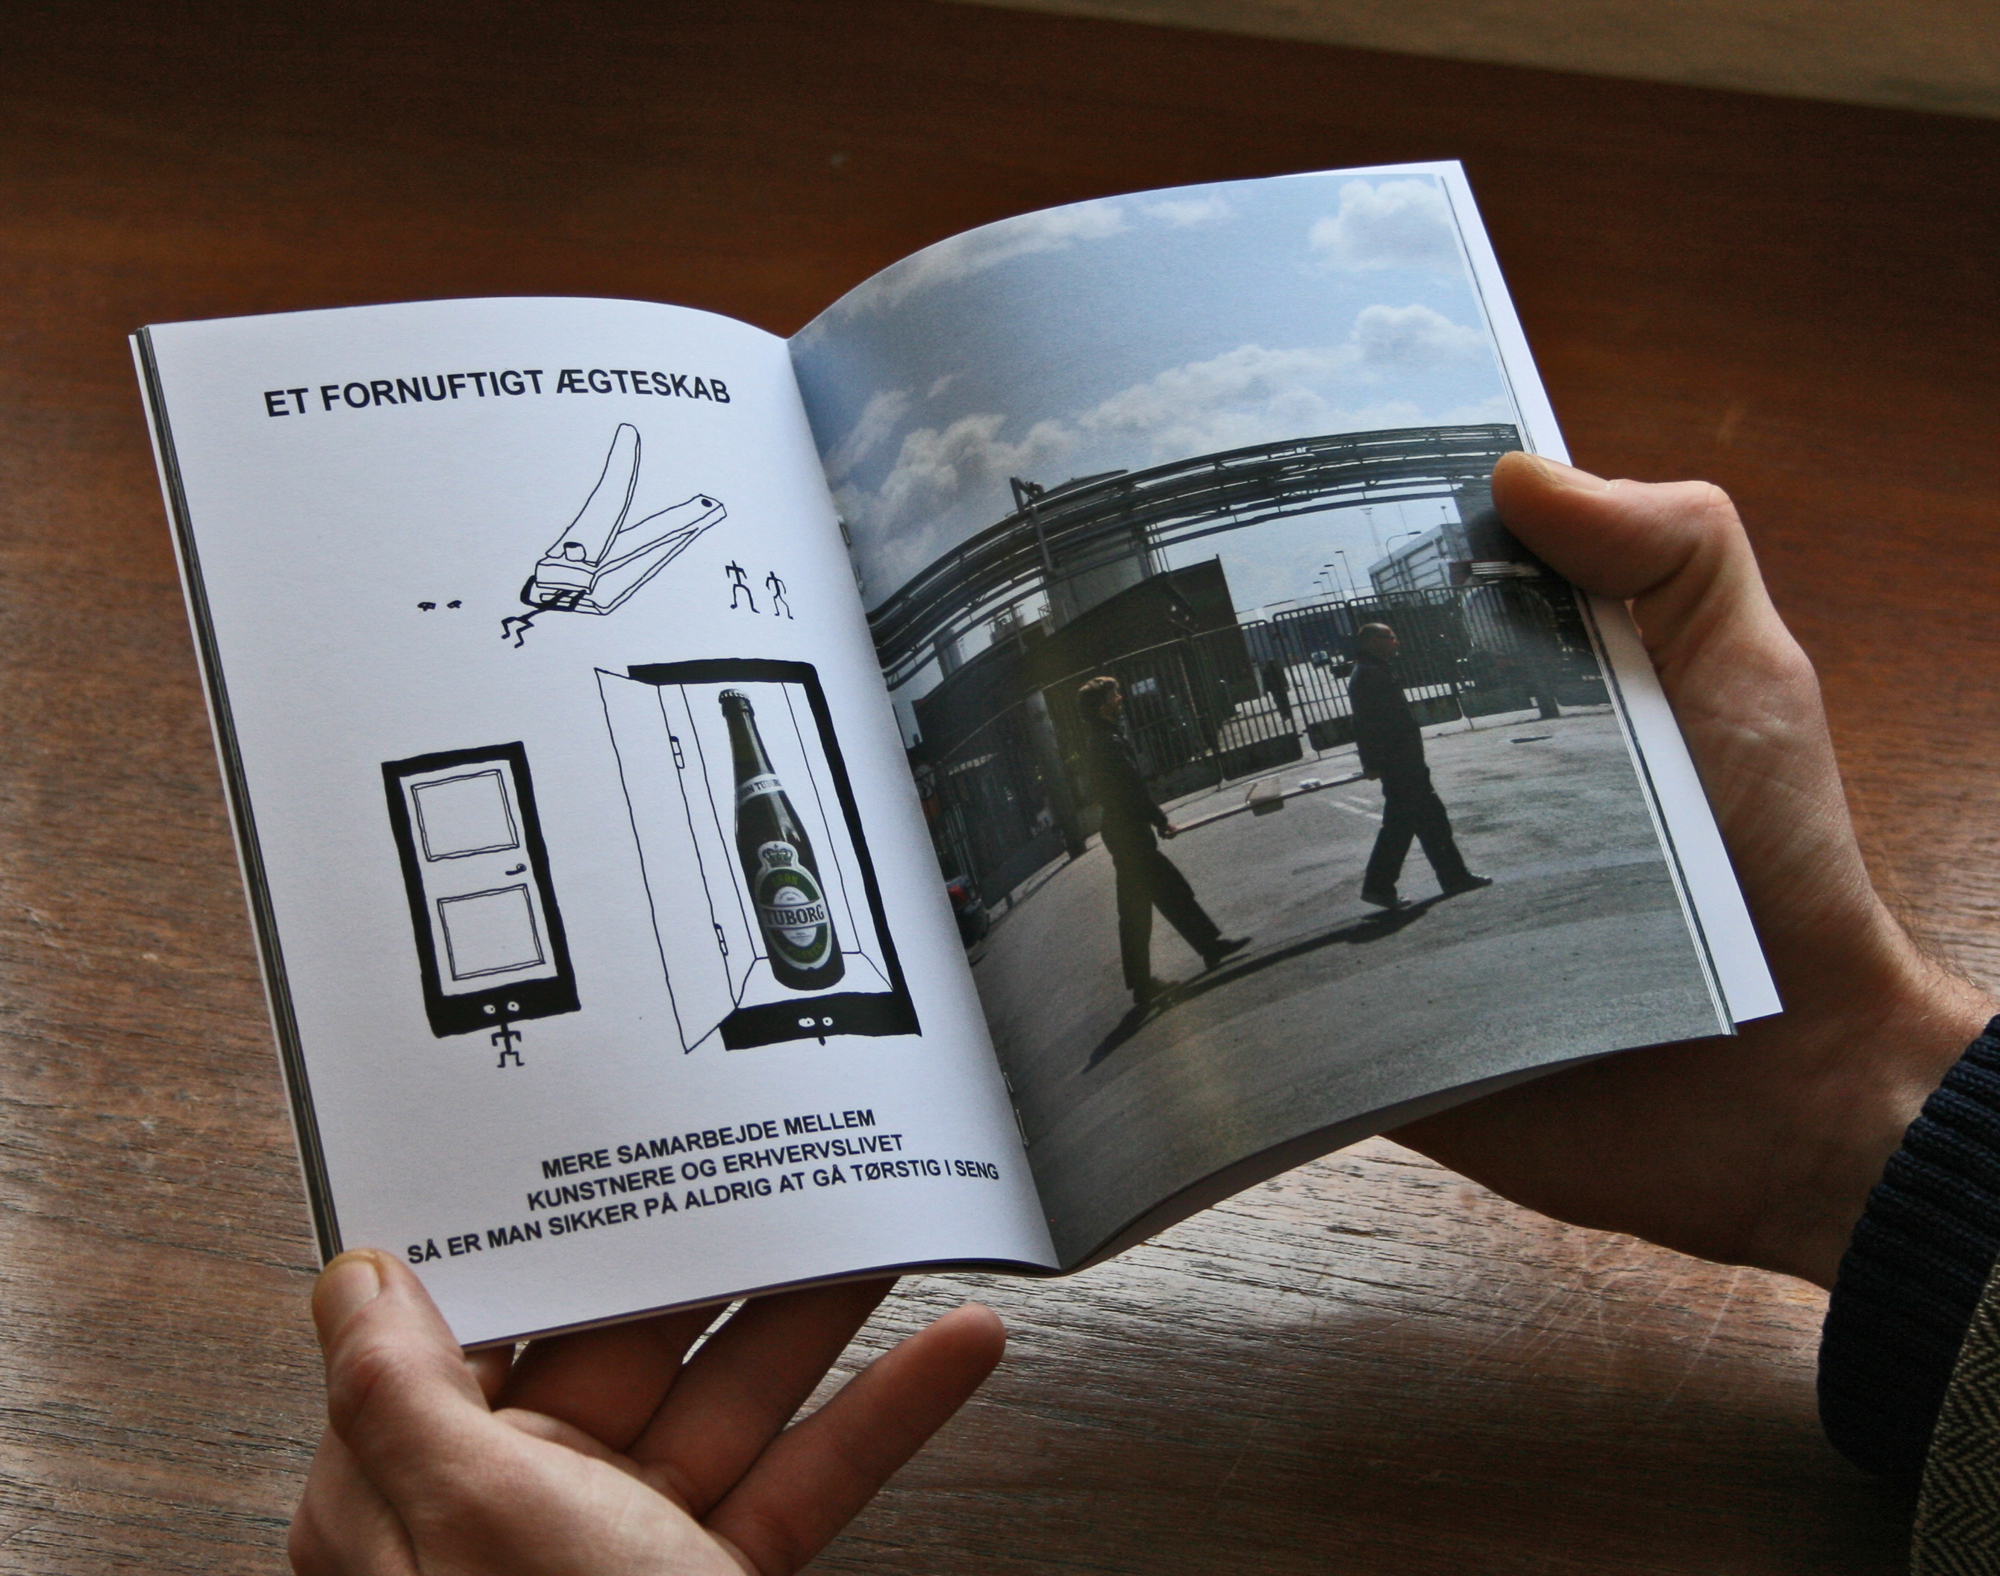 ET FORNUFTIGT ÆGTESKAB
TUBORG
TUBORG
MERE SAMARBEJDE MELLEM
KUNSTNERE OG ERHVERVSLIVET
SÅ ER MAN SIKKER PÅ ALDRIG AT GÅ TØRSTIG I SENG